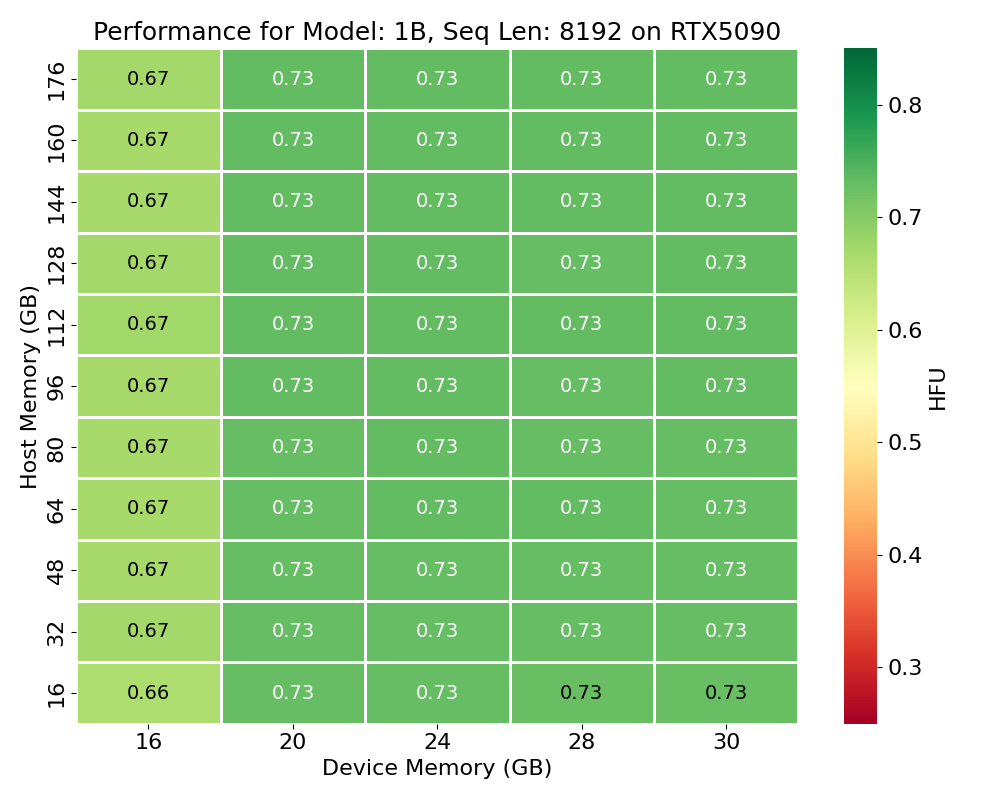 Performance for Model: 1B, Seq Len: 8192 on RTX5090
176 0.67 0.73 0.73 0.73 0.73
160 0.67 0.73 0.73 0.73 0.73
144 0.67 0.73 0.73 0.73 0.73
128 0.67 0.73 0.73 0.73 0.73
112 0.67 0.73 0.73 0.73 0.73
96 0.67 0.73 0.73 0.73 0.73
80 0.67 0.73 0.73 0.73 0.73
64 0.67 0.73 0.73 0.73 0.73
48 0.67 0.73 0.73 0.73 0.73
32 0.67 0.73 0.73 0.73 0.73
16 0.66 0.73 0.73 0.73 0.73
16 20 24 28 30
Device Memory (GB)
Host Memory (GB)
0.8
0.7
0.6
0.5
0.4
0.3
HFU